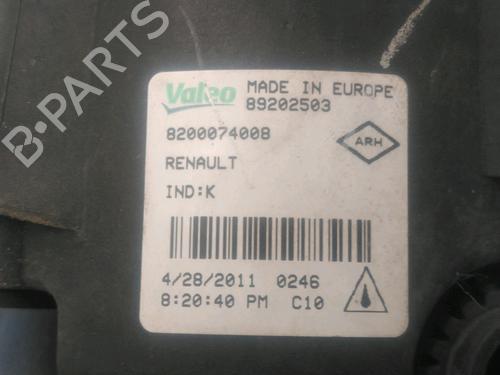 B-PARTS
Valeo
MADE IN EUROPE
89202503
8200074008
ARH
RENAULT
IND:K
4/28/2011 0246
8:20:40 PM C10